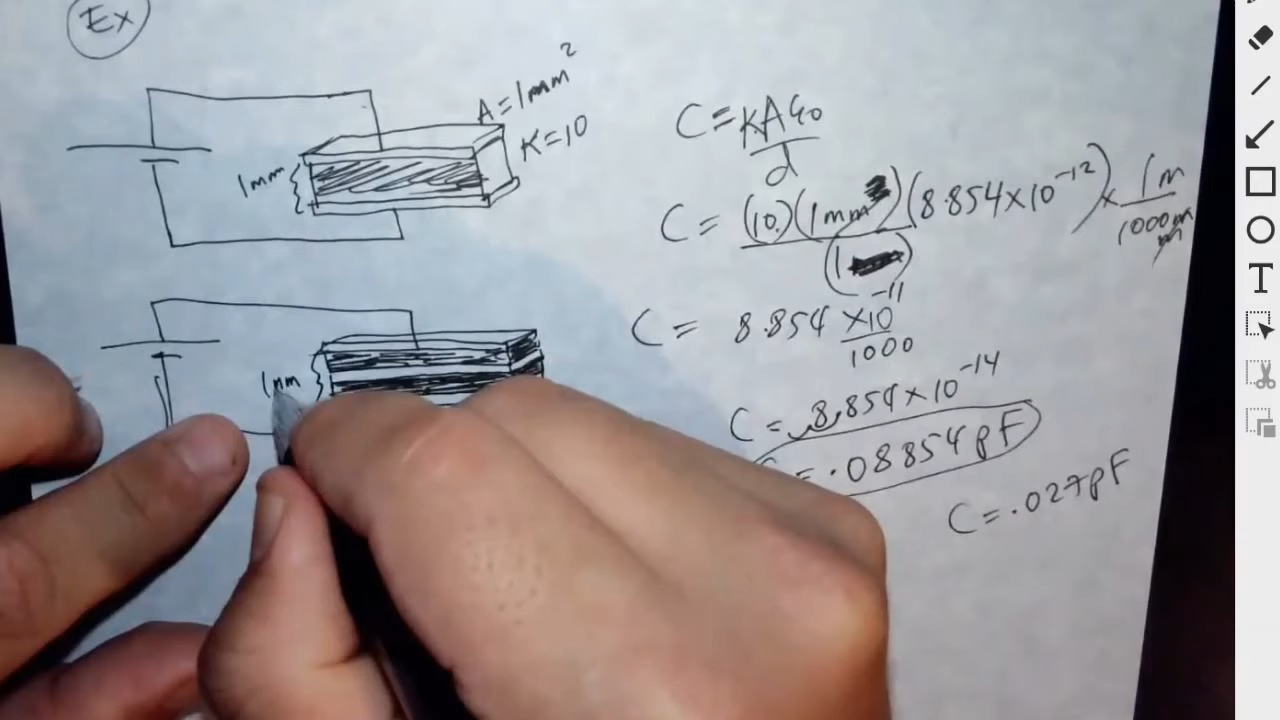 Ex
A = 1mm²
K = 10
1mm
1mm
C = KAϵ₀
d
C = (10.)(1mm²)(8.854×10⁻¹²) × 1m
(1) 1000mm
C = 8.854 ×10⁻¹¹
1000
C = 8.854×10⁻¹⁴
= .08854pF
C = .027pF
T